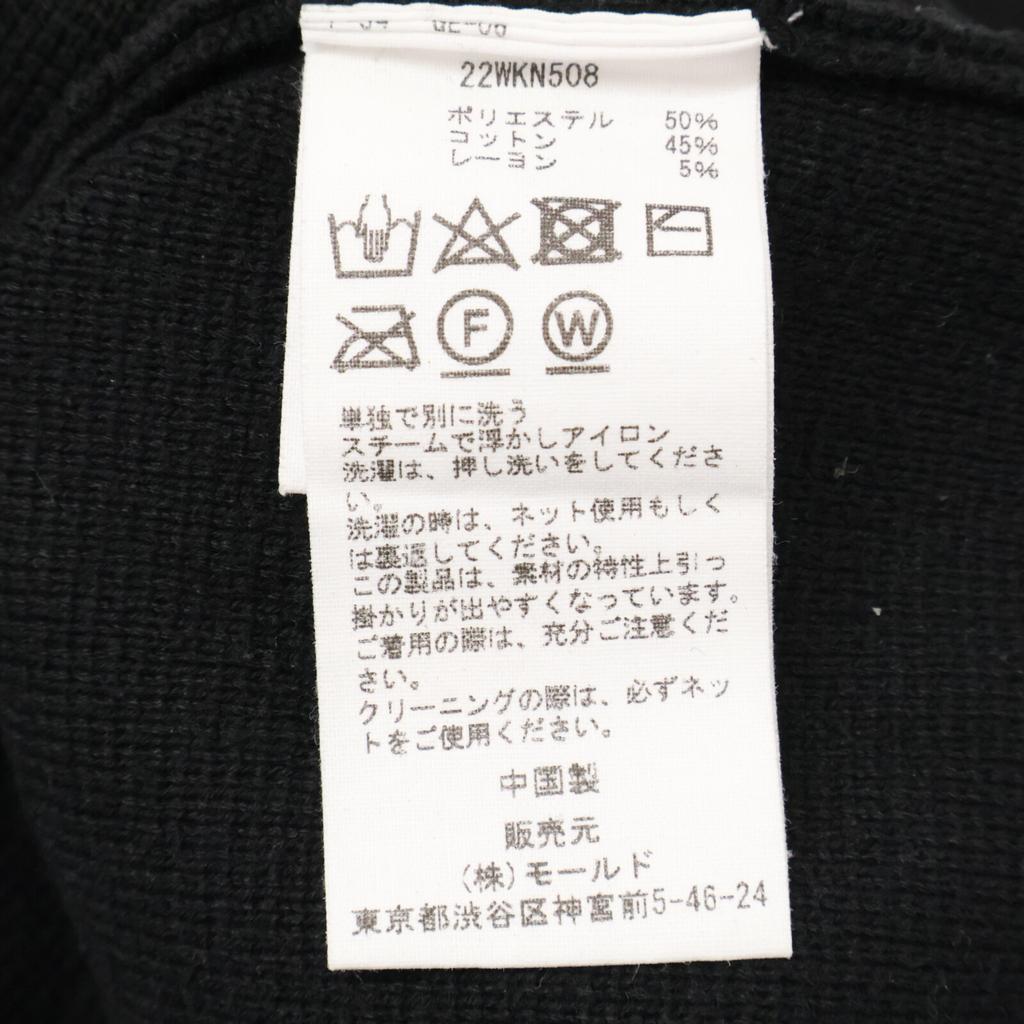 22WKN508
ポリエステル 50%
コットン 45%
レーヨン 5%
F W
単独で別に洗う
スチームで浮かしアイロン
洗濯は、押し洗いをしてくださ
い。
洗濯の時は、ネット使用もしく
は裏返してください。
この製品は、素材の特性上引っ
掛かりが出やすくなっています。
ご着用の際は、充分ご注意くだ
さい。
クリーニングの際は、必ずネッ
トをご使用ください。
中国製
販売元
(株)モールド
東京都渋谷区神宮前5-46-24